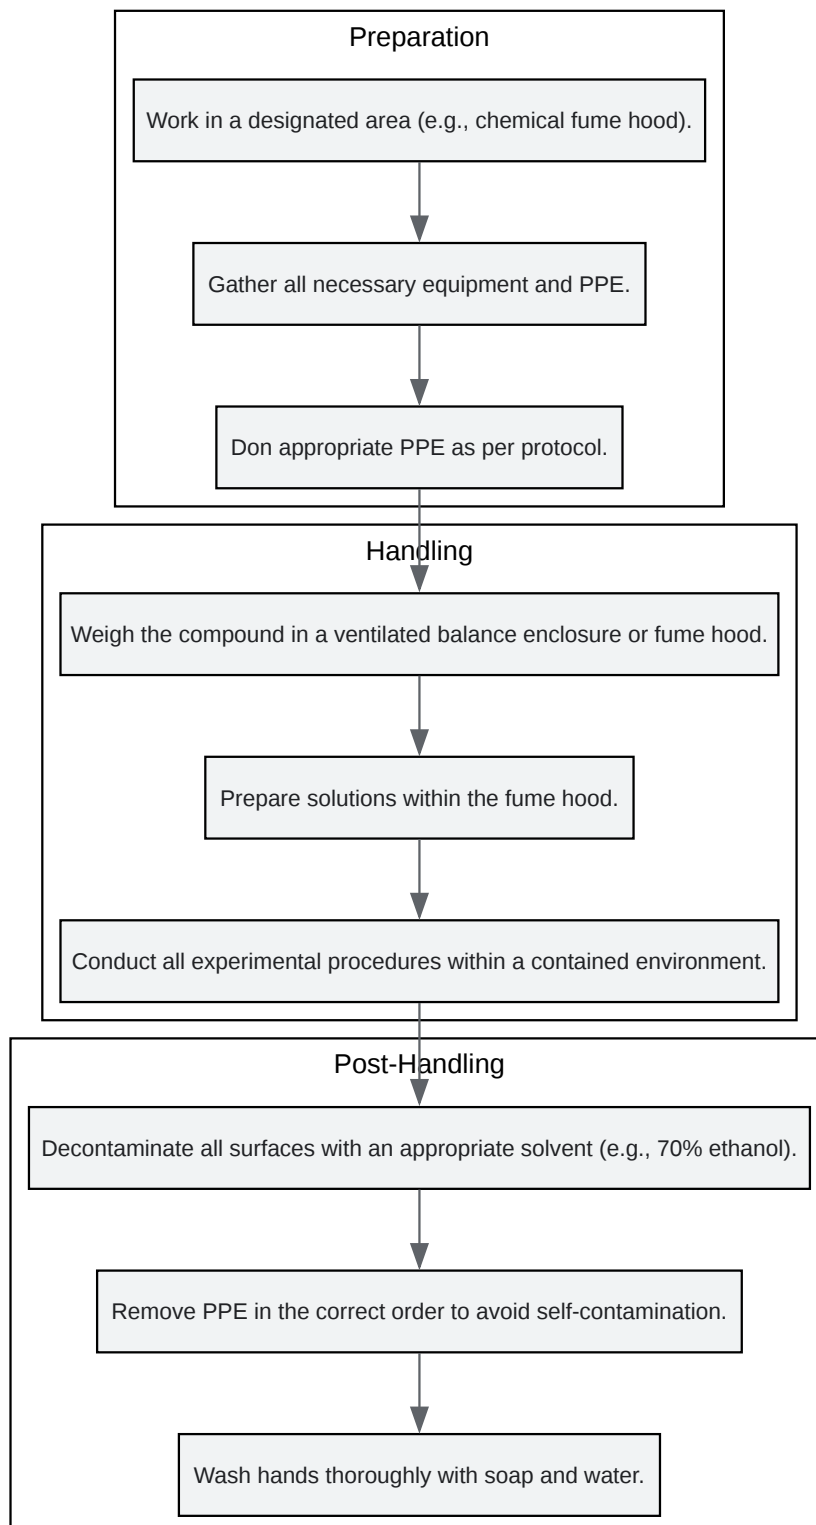 Preparation
Work in a designated area (e.g., chemical fume hood).
Gather all necessary equipment and PPE.
Don appropriate PPE as per protocol.
Handling
Weigh the compound in a ventilated balance enclosure or fume hood.
Prepare solutions within the fume hood.
Conduct all experimental procedures within a contained environment.
Post-Handling
Decontaminate all surfaces with an appropriate solvent (e.g., 70% ethanol).
Remove PPE in the correct order to avoid self-contamination.
Wash hands thoroughly with soap and water.